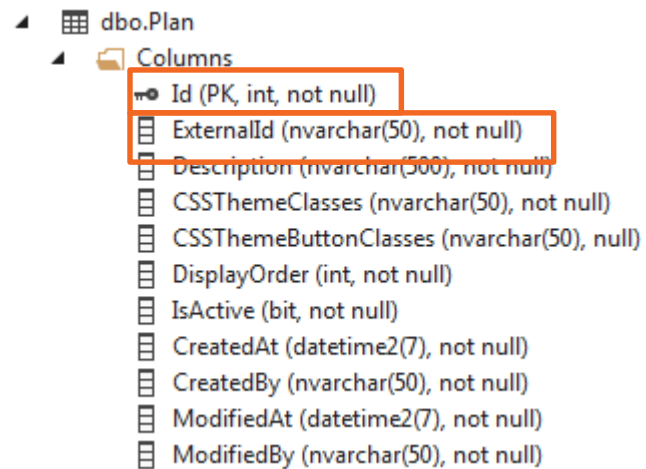 dbo.Plan
Columns
Id (PK, int, not null)
ExternalId (nvarchar(50), not null)
Description (nvarchar(500), not null)
CSSThemeClasses (nvarchar(50), not null)
CSSThemeButtonClasses (nvarchar(50), null)
DisplayOrder (int, not null)
IsActive (bit, not null)
CreatedAt (datetime2(7), not null)
CreatedBy (nvarchar(50), not null)
ModifiedAt (datetime2(7), not null)
ModifiedBy (nvarchar(50), not null)